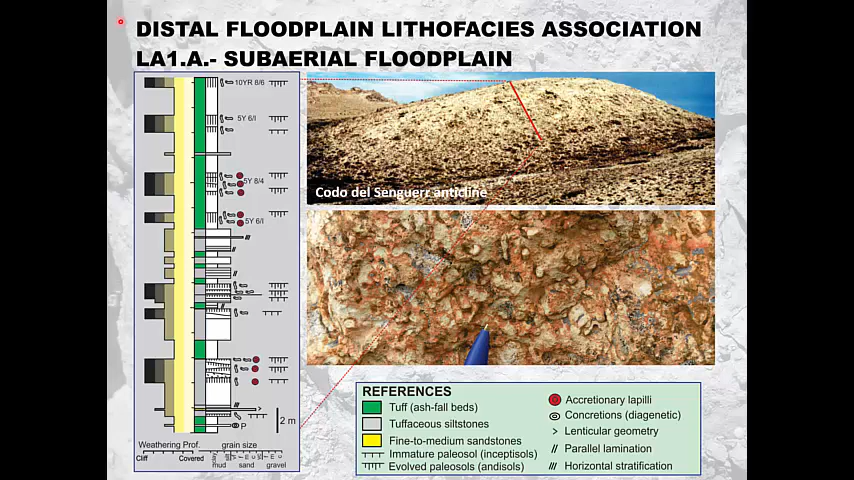 DISTAL FLOODPLAIN LITHOFACIES ASSOCIATION
LA1.A.- SUBAERIAL FLOODPLAIN
10YR 8/6
5Y 6/I
5Y 8/4
5Y 6/I
P
2 m
Weathering Prof.
grain size
Cliff
Covered
clay
mud
sand
gravel
Codo del Senguerr anticline
REFERENCES
Tuff (ash-fall beds)
Tuffaceous siltstones
Fine-to-medium sandstones
Immature paleosol (inceptisols)
Evolved paleosols (andisols)
Accretionary lapilli
Concretions (diagenetic)
Lenticular geometry
Parallel lamination
Horizontal stratification